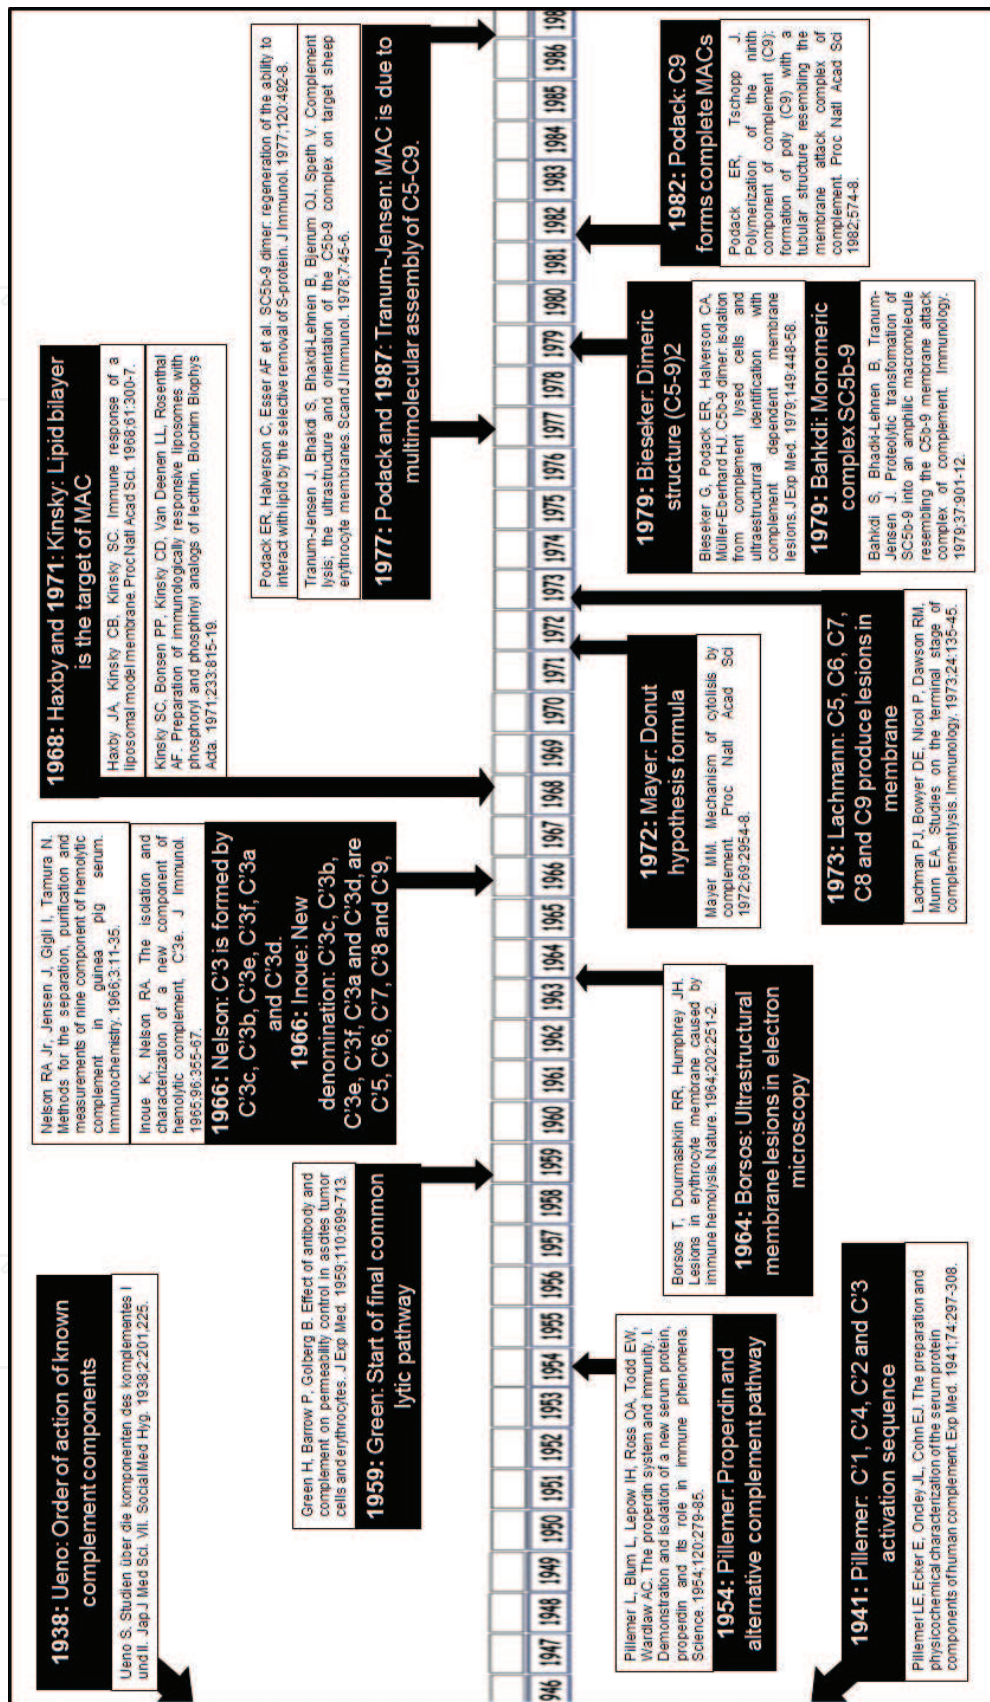 1938: Ueno: Order of action of known
complement components
Ueno S. Studien über die komponenten des komplementes I
und II. Jap J Med Sci. VII. Social Med Hyg. 1938;2:201;225.
Green H, Barrow P, Golberg B. Effect of antibody and
complement on permeability control in asdites tumor
cells and erythrocytes. J Exp Med. 1959;110:699-713.
1959: Green: Start of final common
lytic pathway
Nelson RA Jr, Jensen J, Gigli I, Tamura N.
Methods for the separation, purification and
measurements of nine component of hemolytic
complement in guinea pig serum.
Immunochemistry. 1966;3:11-35.
Inoue K, Nelson RA. The isolation and
characterization of a new component of
hemolytic complement, C'3e. J Immunol.
1965;96:355-67.
1966: Nelson: C'3 is formed by
C'3c, C'3b, C'3e, C'3f, C'3a
and C'3d.
1966: Inoue: New
denomination: C'3c, C'3b,
C'3e, C'3f, C'3a and C'3d, are
C'5, C'6, C'7, C'8 and C'9,
1968: Haxby and 1971: Kinsky: Lipid bilayer
is the target of MAC
Haxby JA, Kinsky CB, Kinsky SC. Immune response of a
liposomal model membrane. Proc Natl Acad Sci. 1968;61:300-7.
Kinsky SC, Bonsen PP, Kinsky CD, Van Deenen LL, Rosenthal
AF. Preparation of immunologically responsive liposomes with
phosphonyl and phosphinyl analogs of lecithin. Biochim Biophys
Acta. 1971;233:815-19.
Podack ER, Halverson C, Esser AF et al. SC5b-9 dimer: regeneration of the ability to
interact with lipid by the selective removal of S-protein. J Immunol. 1977;120:492-8.
Tranum-Jensen J, Bhakdi S, Bhakdi-Lehnen B, Bjerrum OJ, Speth V. Complement
lysis: the ultrastructure and orientation of the C5b-9 complex on target sheep
erythrocyte membranes. Scand J Immunol. 1978;7:45-6.
1977: Podack and 1987: Tranum-Jensen: MAC is due to
multimolecular assembly of C5-C9.
946 1947 1948 1949 1950 1951 1952 1953 1954 1955 1956 1957 1958 1959 1960 1961 1962 1963 1964 1965 1966 1967 1968 1969 1970 1971 1972 1973 1974 1975 1976 1977 1978 1979 1980 1981 1982 1983 1984 1985 1986 198
Pillemer L, Blum L, Lepow IH, Ross OA, Todd EW,
Wardlaw AC. The properdin system and immunity. I.
Demonstration and isolation of a new serum protein,
properdin and its role in immune phenomena.
Science. 1954;120:279-85.
1954: Pillemer: Properdin and
alternative complement pathway
1941: Pillemer: C'1, C'4, C'2 and C'3
activation sequence
Pillemer LE, Ecker E, Oncley JL, Cohn EJ. The preparation and
physicochemical characterization of the serum protein
components of human complement. Exp Med. 1941;74:297-308.
Borsos T, Dourmashkin RR, Humphrey JH.
Lesions in erythrocyte membrane caused by
immune hemolysis. Nature. 1964;202:251-2.
1964: Borsos: Ultrastructural
membrane lesions in electron
microscopy
1972: Mayer: Donut
hypothesis formula
Mayer MM. Mechanism of cytolisis by
complement. Proc Natl Acad Sci
1972;69:2954-8.
1973: Lachmann: C5, C6, C7,
C8 and C9 produce lesions in
membrane
Lachman PJ, Bowyer DE, Nicol P, Dawson RM,
Munn EA. Studies on the terminal stage of
complement lysis. Immunology. 1973;24:135-45.
1979: Bieseker: Dimeric
structure (C5-9)2
Bieseker G, Podack ER, Halverson CA,
Müller-Eberhard HJ. C5b-9 dimer: isolation
from complement lysed cells and
ultraestructural identification with
complement dependent membrane
lesions. J Exp Med. 1979;149:448-58.
1979: Bahkdi: Monomeric
complex SC5b-9
Bahkdi S, Bhadki-Lehnen B, Tranum-
Jensen J. Proteolytic transformation of
SC5b-9 into an amphilic macromolecule
resembling the C5b-9 membrane attack
complex of complement. Immunology.
1979;37:901-12.
1982: Podack: C9
forms complete MACs
Podack ER, Tschopp J.
Polymerization of the ninth
component of complement (C9):
formation of poly (C9) with a
tubular structure resembling the
membrane attack complex of
complement. Proc Natl Acad Sci
1982;574-8.